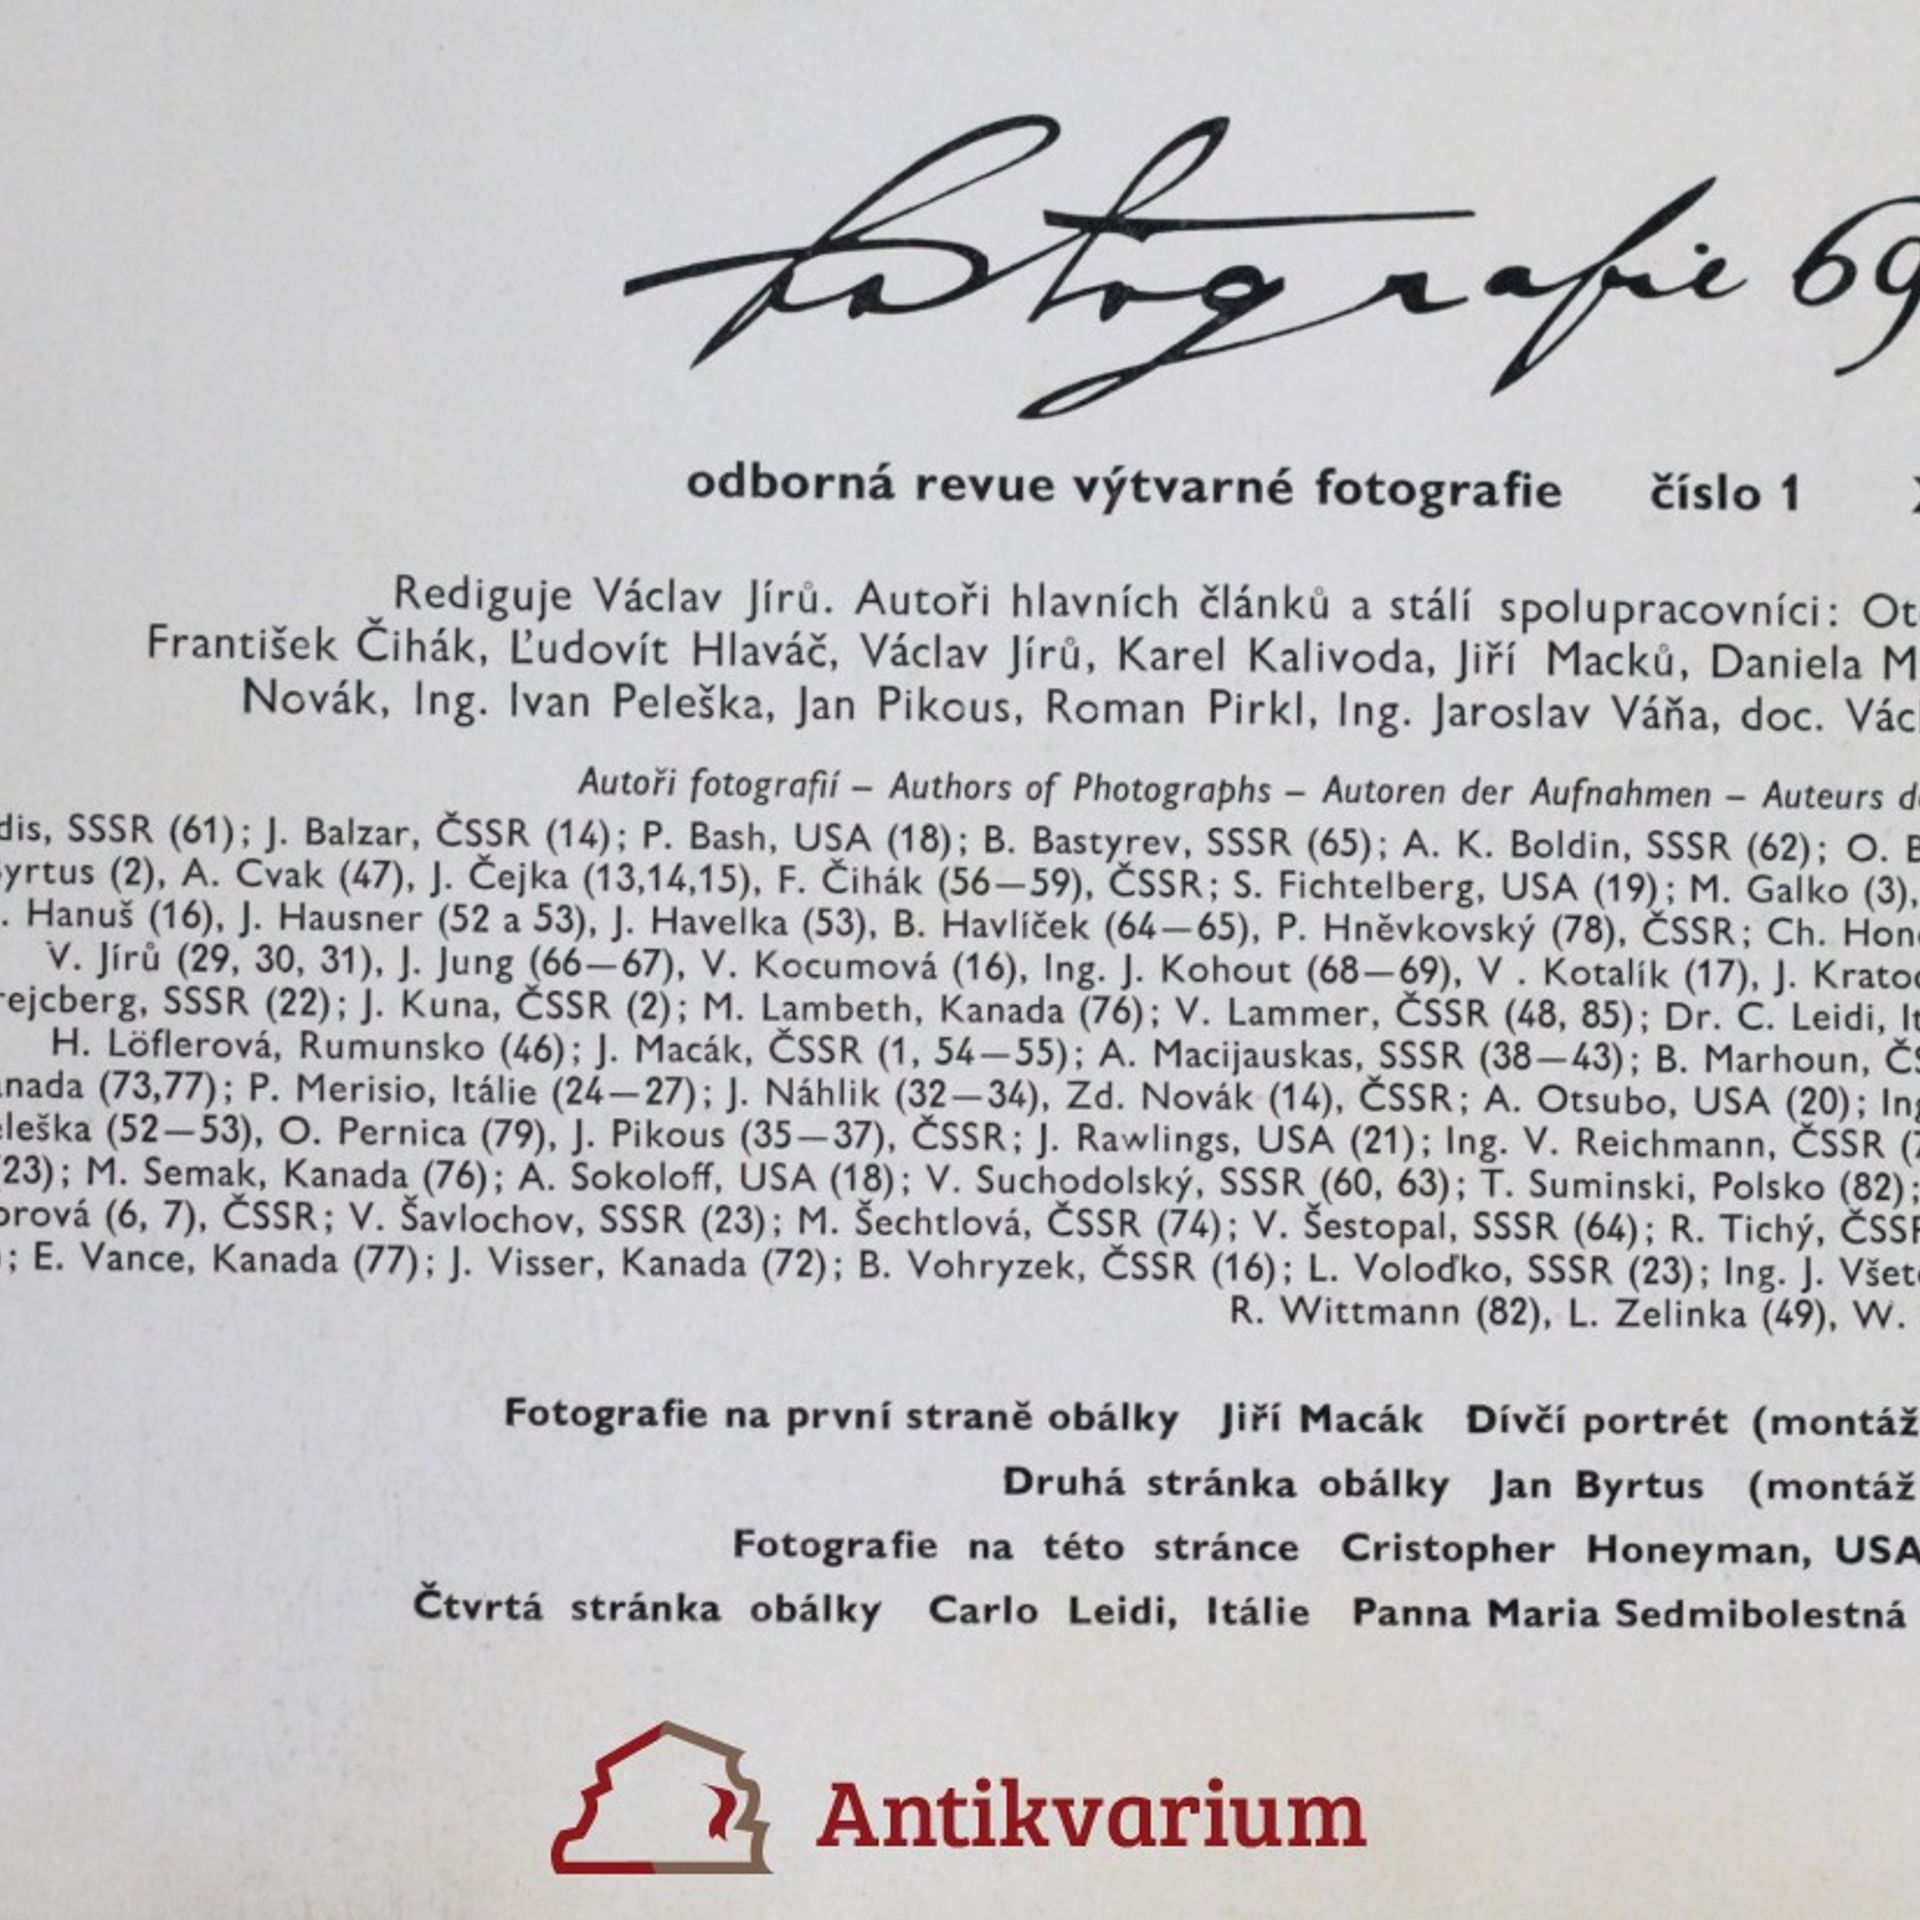 fotografie 69
odborná revue výtvarné fotografie číslo 1
Rediguje Václav Jírů. Autoři hlavních článků a stálí spolupracovníci:
František Čihák, Ľudovít Hlaváč, Václav Jírů, Karel Kalivoda, Jiří Macků, Daniela
Novák, Ing. Ivan Peleška, Jan Pikous, Roman Pirkl, Ing. Jaroslav Váňa, doc.
Autoři fotografií – Authors of Photographs – Autoren der Aufnahmen – Auteurs
SSSR (61); J. Balzar, ČSSR (14); P. Bash, USA (18); B. Bastyrev, SSSR (65); A. K. Boldin, SSSR (62); O.
(2), A. Cvak (47), J. Čejka (13,14,15), F. Čihák (56—59), ČSSR; S. Fichtelberg, USA (19); M. Galko (3),
Hanuš (16), J. Hausner (52 a 53), J. Havelka (53), B. Havlíček (64—65), P. Hněvkovský (78), ČSSR; Ch.
V. Jírů (29, 30, 31), J. Jung (66—67), V. Kocumová (16), Ing. J. Kohout (68—69), V . Kotalík (17), J.
SSSR (22); J. Kuna, ČSSR (2); M. Lambeth, Kanada (76); V. Lammer, ČSSR (48, 85); Dr. C. Leidi,
H. Löflerová, Rumunsko (46); J. Macák, ČSSR (1, 54—55); A. Macijauskas, SSSR (38—43); B. Marhoun,
(73,77); P. Merisio, Itálie (24—27); J. Náhlik (32—34), Zd. Novák (14), ČSSR; A. Otsubo, USA (20);
(52—53), O. Pernica (79), J. Pikous (35—37), ČSSR; J. Rawlings, USA (21); Ing. V. Reichmann, ČSSR
23); M. Semak, Kanada (76); A. Sokoloff, USA (18); V. Suchodolský, SSSR (60, 63); T. Suminski, Polsko (82);
(6, 7), ČSSR; V. Šavlochov, SSSR (23); M. Šechtlová, ČSSR (74); V. Šestopal, SSSR (64); R. Tichý,
; E. Vance, Kanada (77); J. Visser, Kanada (72); B. Vohryzek, ČSSR (16); L. Voloďko, SSSR (23); Ing. J.
R. Wittmann (82), L. Zelinka (49), W.
Fotografie na první straně obálky Jiří Macák Dívčí portrét (montáž
Druhá stránka obálky Jan Byrtus (montáž
Fotografie na této stránce Cristopher Honeyman, USA
Čtvrtá stránka obálky Carlo Leidi, Itálie Panna Maria Sedmibolestná
Antikvarium